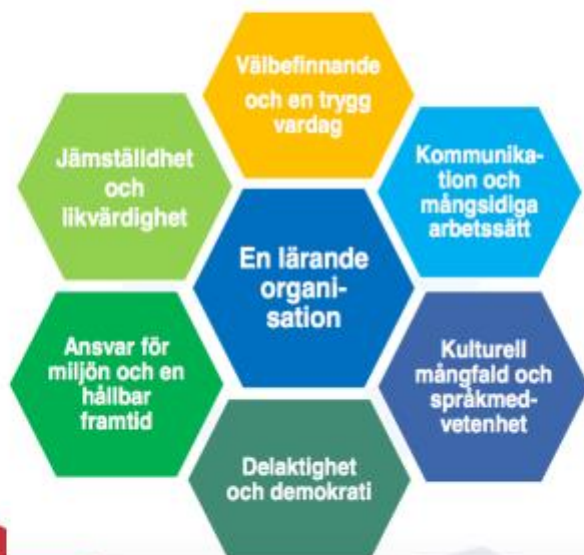 Välbefinnande
och en trygg
vardag
Kommunika-
tion och
mångsidiga
arbetssätt
Kulturell
mångfald och
språkmed-
vetenhet
Delaktighet
och demokrati
Ansvar för
miljön och en
hållbar
framtid
Jämställdhet
och
likvärdighet
En lärande
organi-
sation